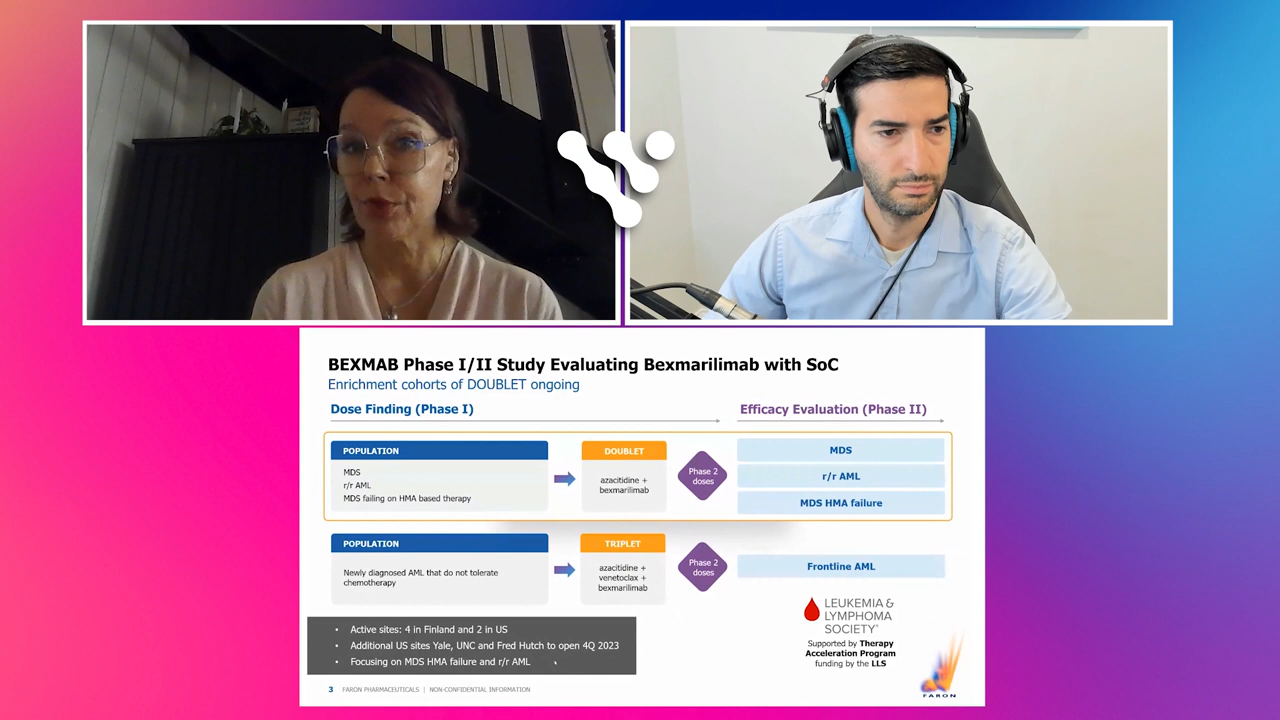 BEXMAB Phase I/II Study Evaluating Bexmarilimab with SoC
Enrichment cohorts of DOUBLET ongoing
Dose Finding (Phase I)
Efficacy Evaluation (Phase II)
POPULATION
MDS
r/r AML
MDS failing on HMA based therapy
DOUBLET
azacitidine +
bexmarilimab
Phase 2
doses
MDS
r/r AML
MDS HMA failure
POPULATION
Newly diagnosed AML that do not tolerate
chemotherapy
TRIPLET
azacitidine +
venetoclax +
bexmarilimab
Phase 2
doses
Frontline AML
• Active sites: 4 in Finland and 2 in US
• Additional US sites Yale, UNC and Fred Hutch to open 4Q 2023
• Focusing on MDS HMA failure and r/r AML
LEUKEMIA &
LYMPHOMA
SOCIETY
Supported by Therapy
Acceleration Program
funding by the LLS
3 FARON PHARMACEUTICALS | NON-CONFIDENTIAL INFORMATION
FARON